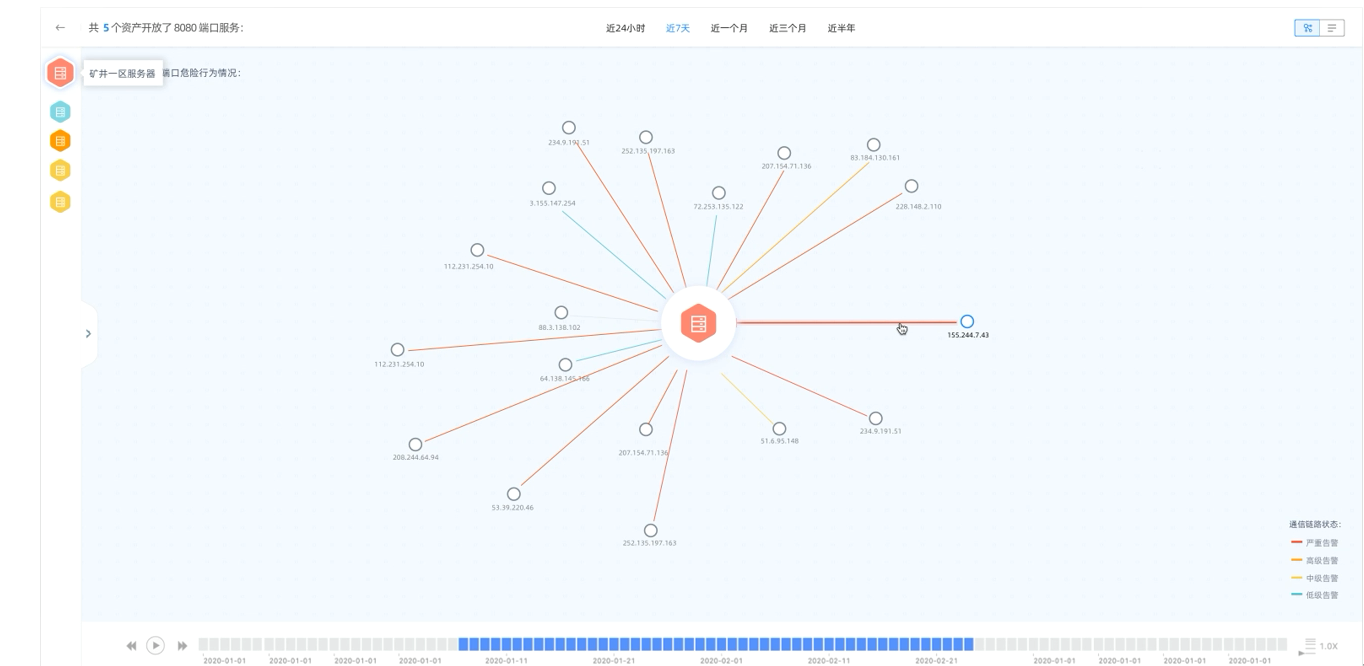 共 5 个资产开放了 8080 端口服务：
近24小时 近7天 近一个月 近三个月 近半年
矿井一区服务器 端口危险行为情况：
234.9.191.51
252.135.197.163
207.154.71.136
83.184.130.161
3.155.147.254
72.253.135.122
228.148.2.110
112.231.254.10
88.3.138.102
155.244.7.43
112.231.254.10
64.138.145.166
208.244.64.94
207.154.71.136
51.6.95.148
234.9.191.51
53.39.220.46
252.135.197.163
通信链路状态：
严重告警
高级告警
中级告警
低级告警
1.0X
2020-01-01 2020-01-01 2020-01-01 2020-01-01 2020-01-11 2020-01-21 2020-02-01 2020-02-11 2020-02-21 2020-01-01 2020-01-01 2020-01-01 2020-01-01